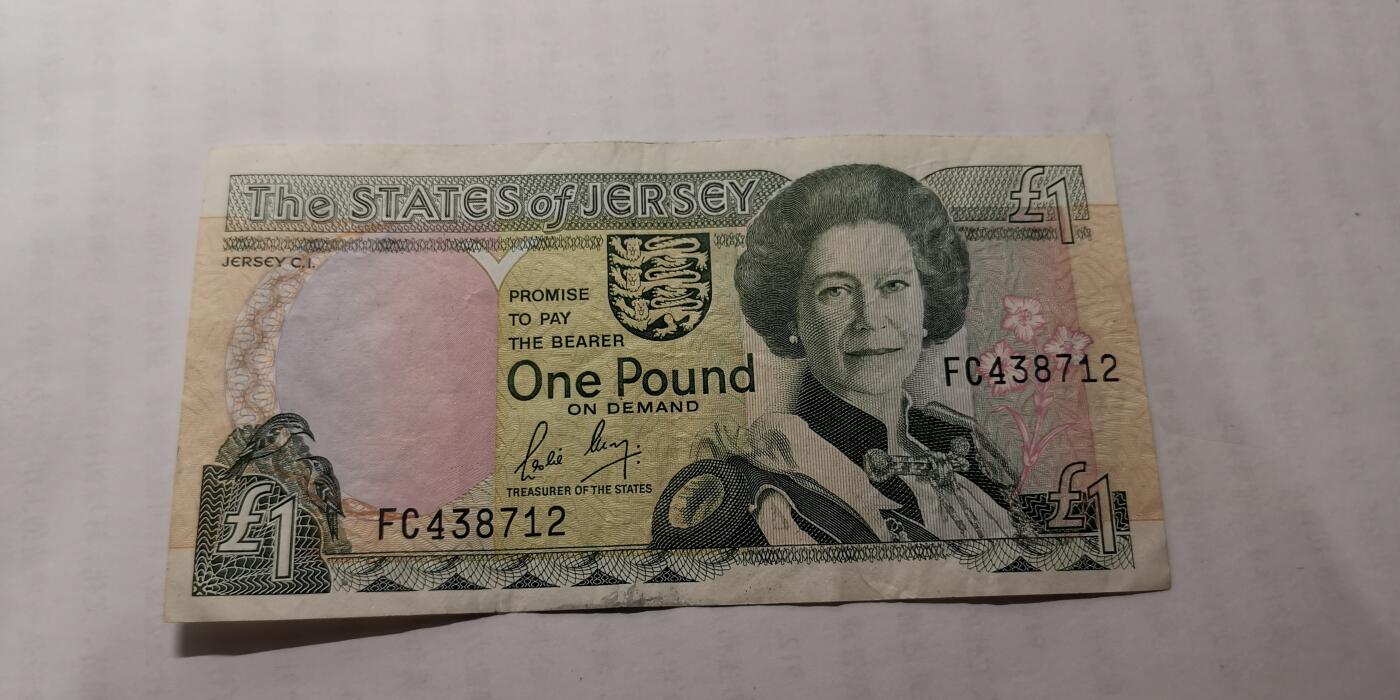 The STATES of JERSEY
£1
JERSEY C.I.
PROMISE
TO PAY
THE BEARER
One Pound
ON DEMAND
FC438712
TREASURER OF THE STATES
£1
FC438712
£1